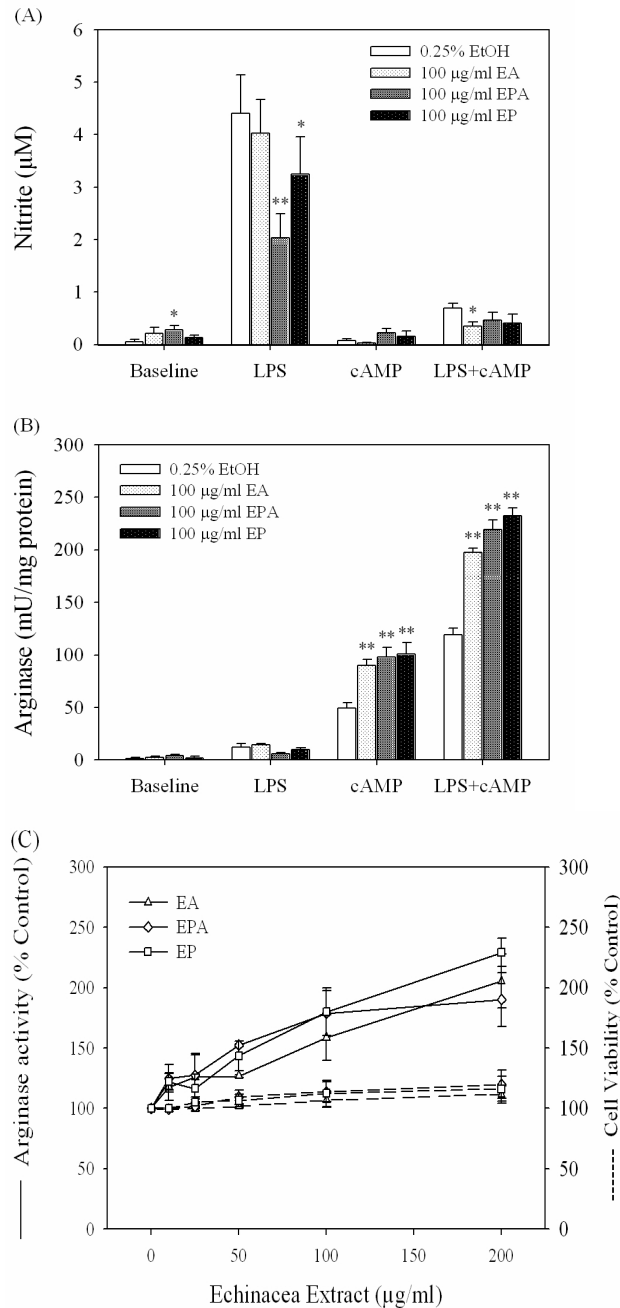 (A)
6
5
4
3
2
1
0
Nitrite (µM)
0.25% EtOH
100 µg/ml EA
100 µg/ml EPA
100 µg/ml EP
*
**
*
*
Baseline
LPS
cAMP
LPS+cAMP
(B)
300
250
200
150
100
50
0
Arginase (mU/mg protein)
0.25% EtOH
100 µg/ml EA
100 µg/ml EPA
100 µg/ml EP
** ** **
** ** **
Baseline
LPS
cAMP
LPS+cAMP
(C)
300
250
200
150
100
50
0
Arginase activity (% Control)
EA
EPA
EP
300
250
200
150
100
50
0
Cell Viability (% Control)
0
50
100
150
200
Echinacea Extract (µg/ml)